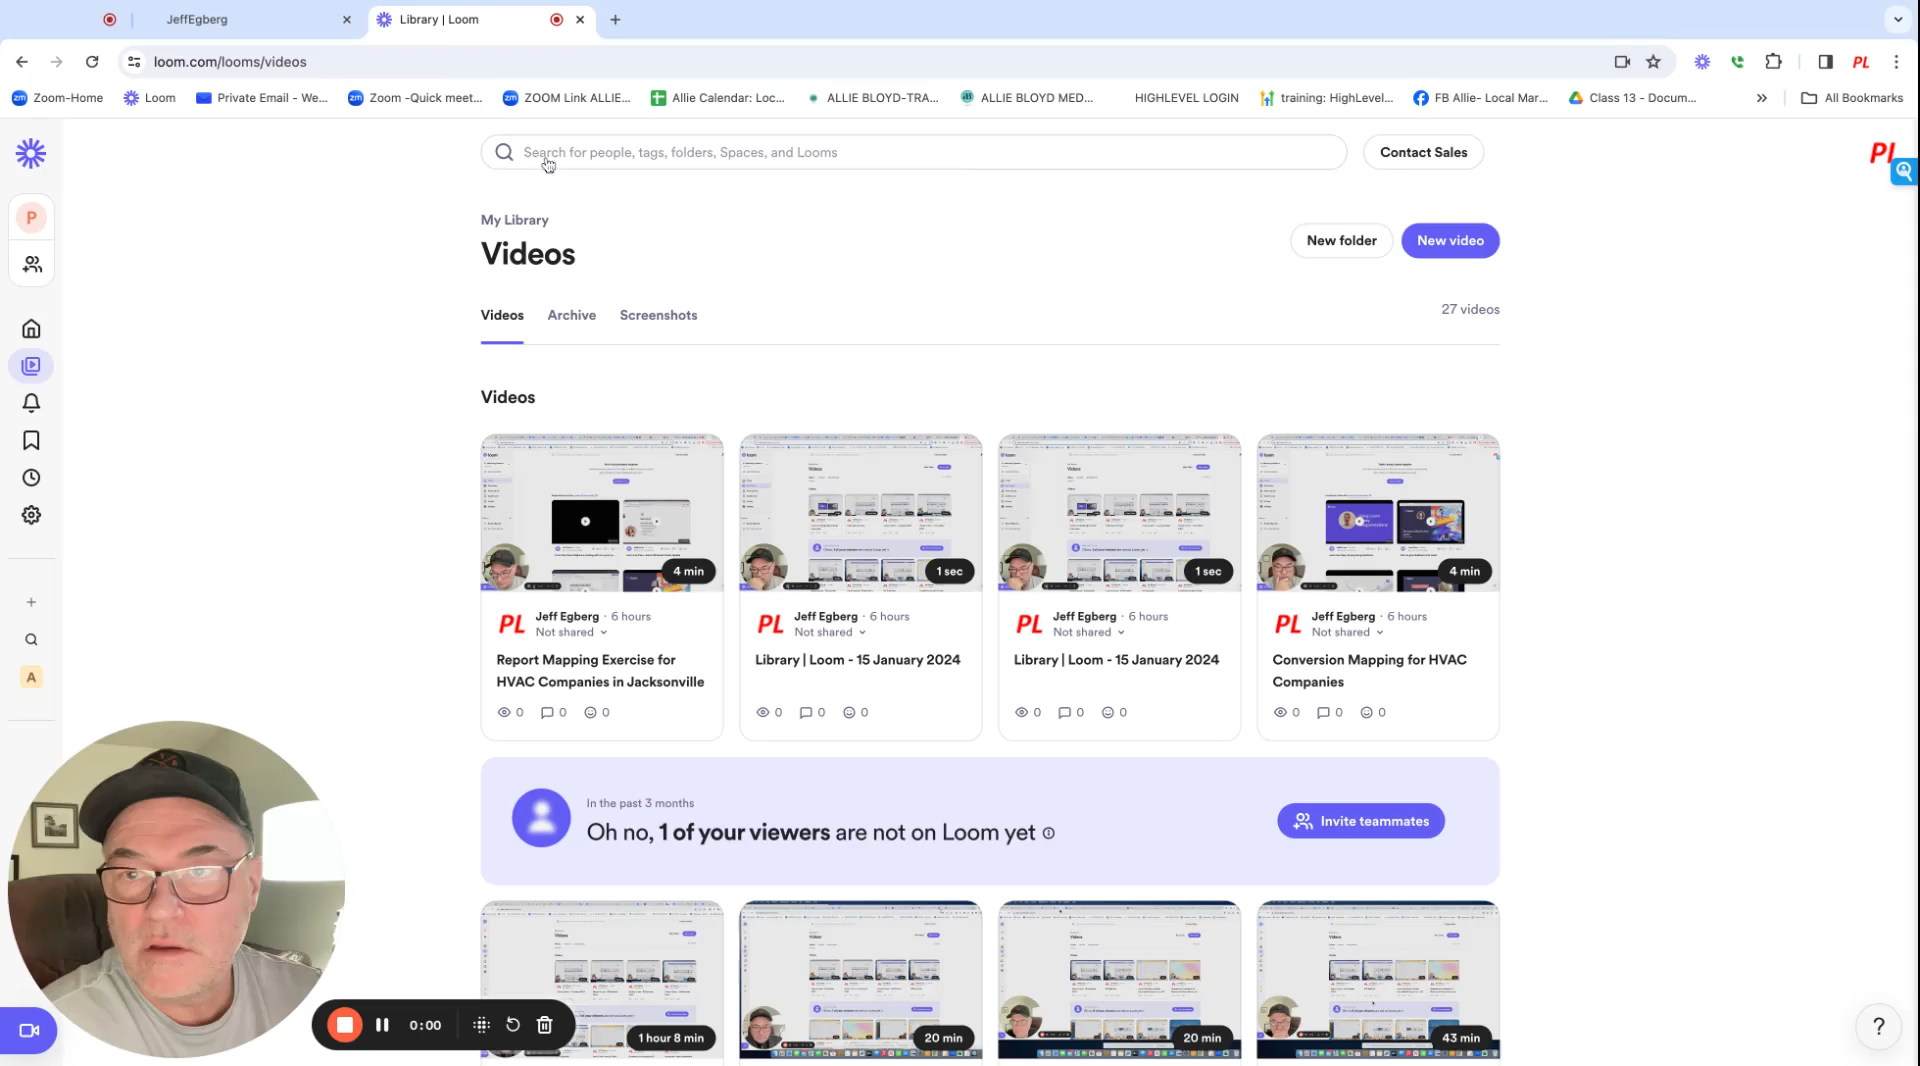 JeffEgberg
Library | Loom
loom.com/looms/videos
PL
Zoom-Home
Loom
Private Email - We...
Zoom -Quick meet...
ZOOM Link ALLIE...
Allie Calendar: Loc...
ALLIE BLOYD-TRA...
ALLIE BLOYD MED...
HIGHLEVEL LOGIN
training: HighLevel...
FB Allie- Local Mar...
Class 13 - Docum...
All Bookmarks
Search for people, tags, folders, Spaces, and Looms
Contact Sales
PL
P
My Library
Videos
New folder
New video
Videos
Archive
Screenshots
27 videos
Videos
4 min
1 sec
1 sec
4 min
PL
Jeff Egberg · 6 hours
Not shared
Report Mapping Exercise for
HVAC Companies in Jacksonville
0
0
0
PL
Jeff Egberg · 6 hours
Not shared
Library | Loom - 15 January 2024
0
0
0
PL
Jeff Egberg · 6 hours
Not shared
Library | Loom - 15 January 2024
0
0
0
PL
Jeff Egberg · 6 hours
Not shared
Conversion Mapping for HVAC
Companies
0
0
0
A
In the past 3 months
Oh no, 1 of your viewers are not on Loom yet
Invite teammates
1 hour 8 min
20 min
20 min
43 min
0:00
?